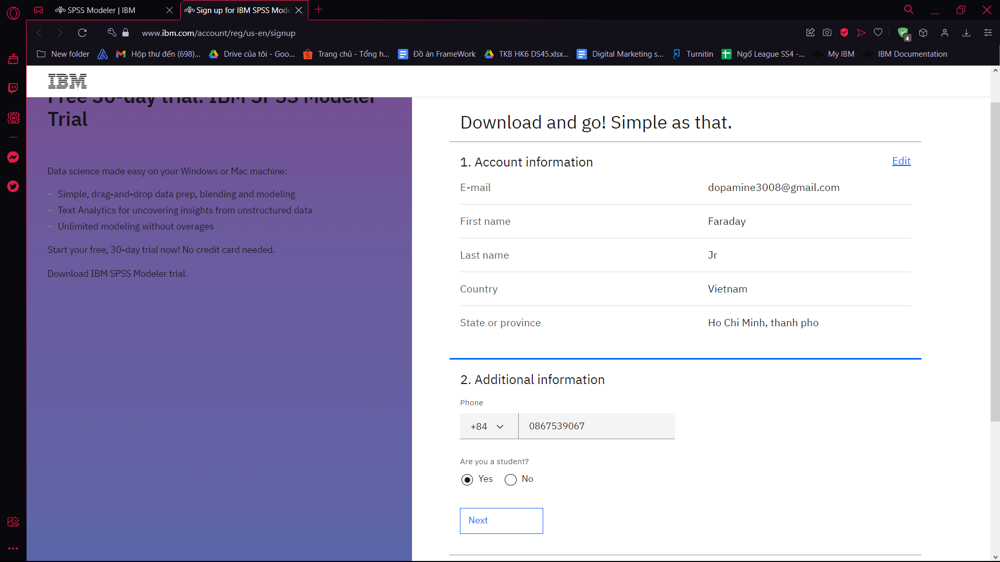 SPSS Modeler | IBM
Sign up for IBM SPSS Mode
www.ibm.com/account/reg/us-en/signup
4
New folder
Hộp thư đến (698)...
Drive của tôi - Goo...
Trang chủ - Tổng h...
Đồ án FrameWork
TKB HK6 DS45.xlsx...
Digital Marketing s...
Turnitin
Ngố League SS4 -...
My IBM
IBM Documentation
IBM
Free 30-day trial: IBM SPSS Modeler
Trial
Data science made easy on your Windows or Mac machine:
– Simple, drag-and-drop data prep, blending and modeling
– Text Analytics for uncovering insights from unstructured data
– Unlimited modeling without overages
Start your free, 30-day trial now! No credit card needed.
Download IBM SPSS Modeler trial.
Download and go! Simple as that.
1. Account information
Edit
E-mail dopamine3008@gmail.com
First name Faraday
Last name Jr
Country Vietnam
State or province Ho Chi Minh, thanh pho
2. Additional information
Phone
+84 0867539067
Are you a student?
Yes No
Next